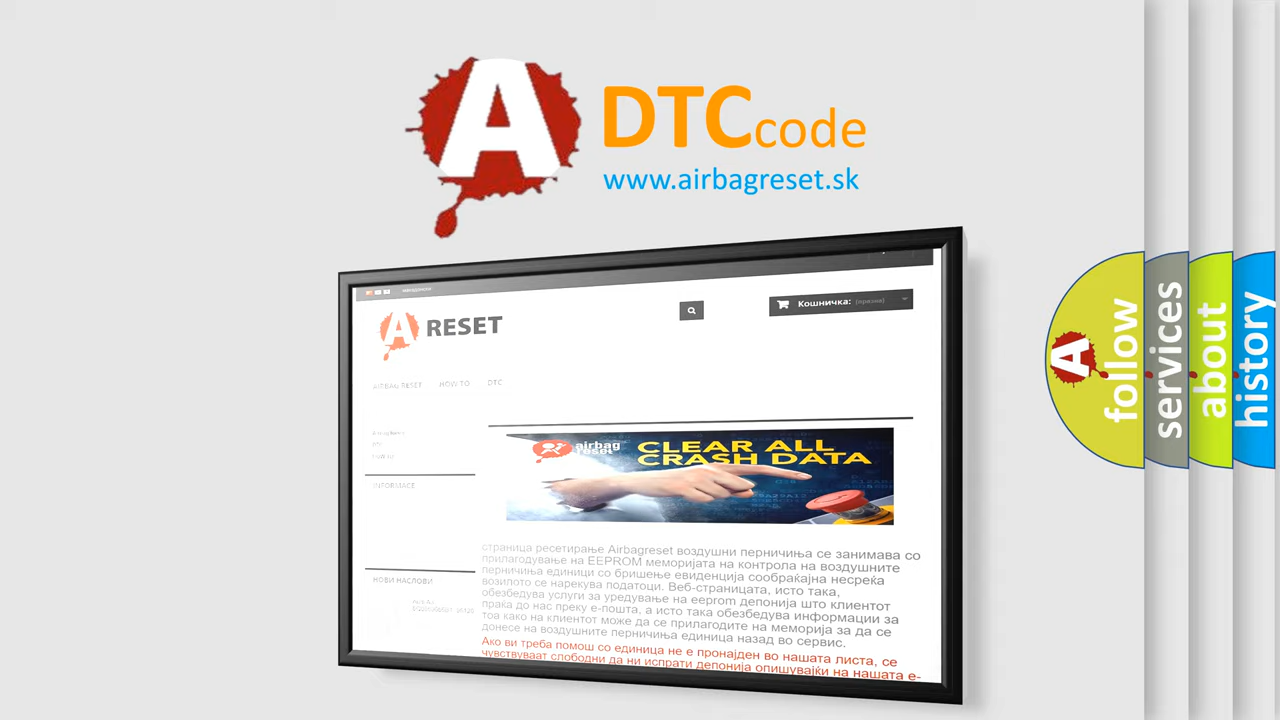 A
DTCcode
www.airbagreset.sk
A RESET
Кошничка: (празни)
AIRBAG RESET HOW TO DTC
INFORMACE
airbag reset
CLEAR ALL
CRASH DATA
страница ресетирање Airbagreset воздушни перничиња се занимава со
прилагодување на EEPROM меморијата на контрола на воздушните
перничиња единици со бришење евиденција сообраќајна несреќа
возилото се нарекува податоци. Веб-страницата, исто така,
обезбедува услуги за уредување на eeprom депонија што клиентот
праќа до нас преку е-пошта, а исто така обезбедува информации за
тоа како на клиентот може да се прилагодите на меморија за да се
донесе на воздушните перничиња единица назад во сервис.
Ако ви треба помош со единица не е пронајден во нашата листа, се
чувствуваат слободни да ни испрати депонија опишувајќи на нашата е-
НОВИ НАСЛОВИ
A
follow
services
about
history